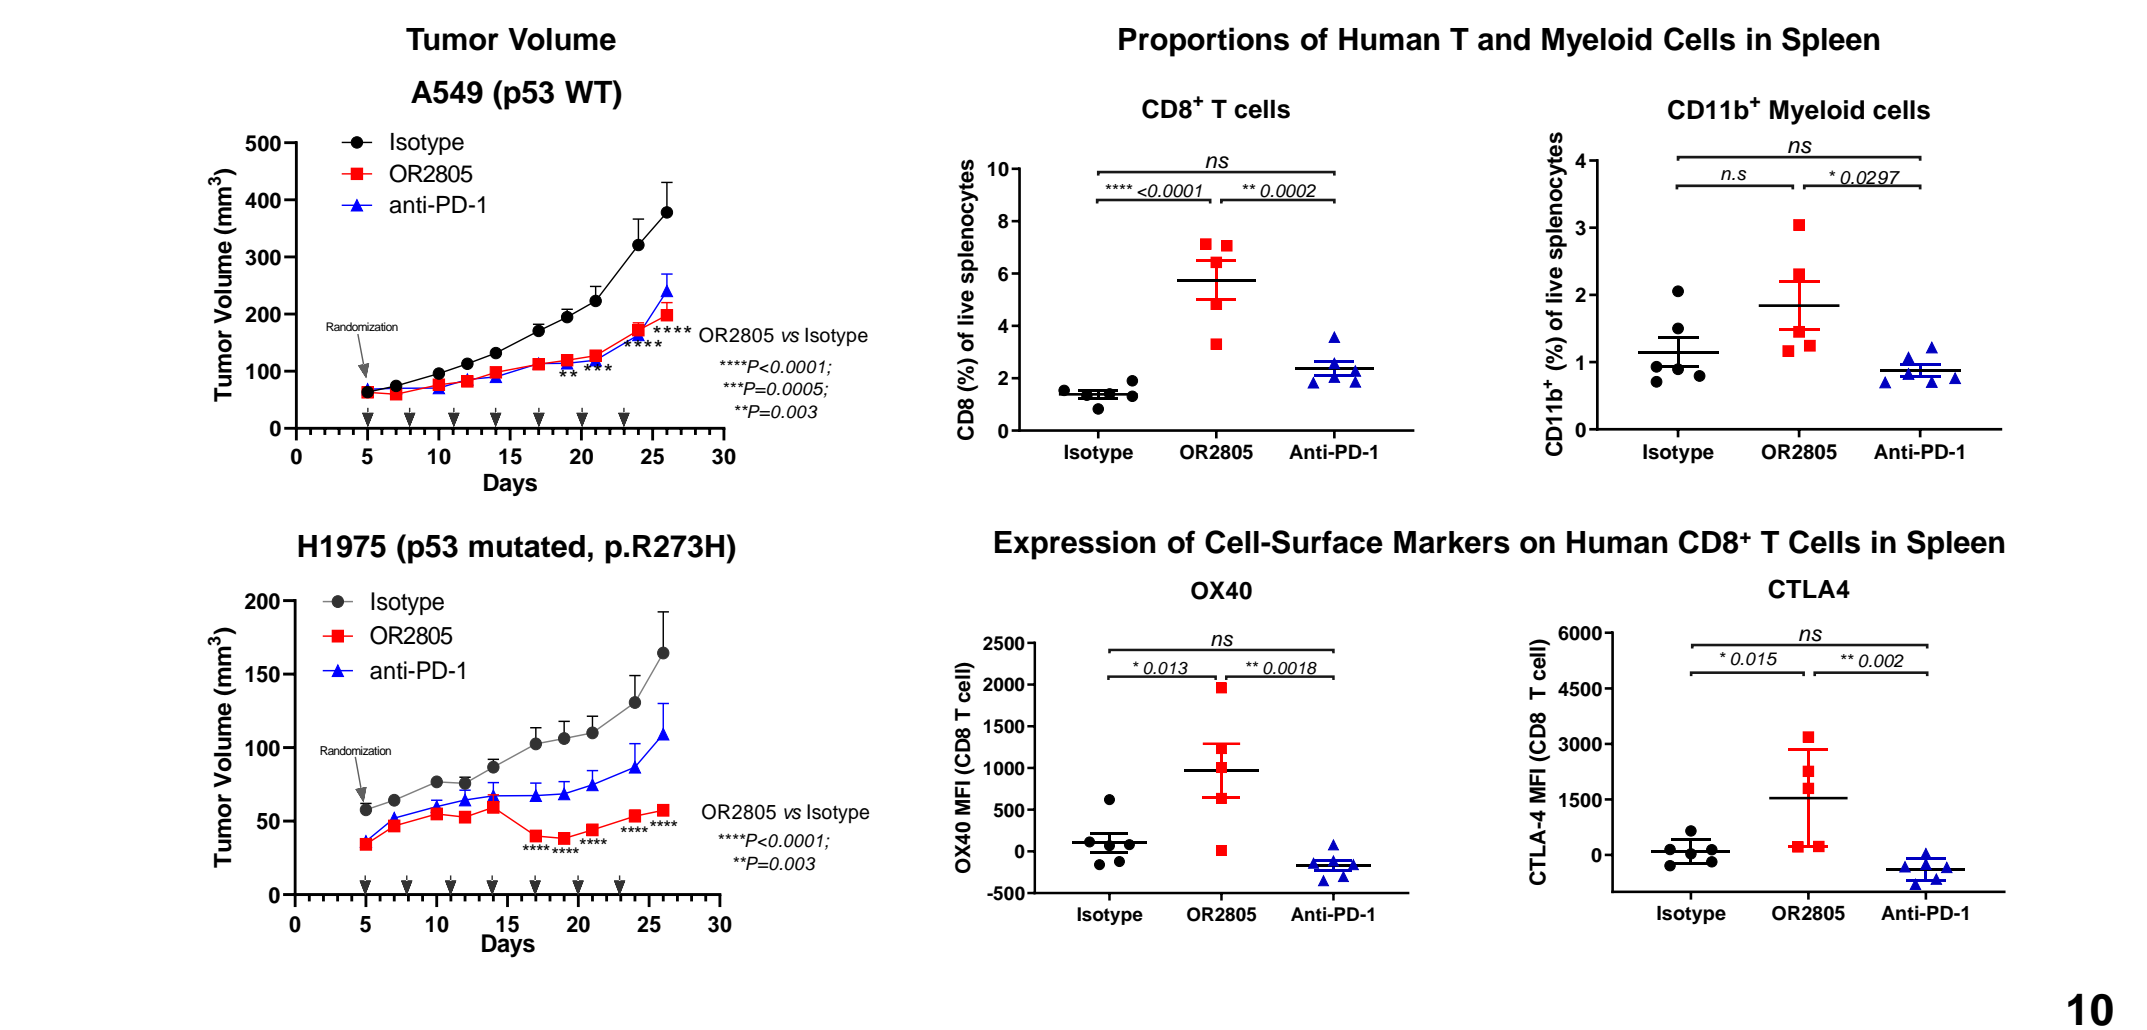 Tumor Volume
A549 (p53 WT)
Isotype
OR2805
anti-PD-1
Tumor Volume (mm3)
500
400
300
200
100
0
Randomization
** *** **** ****
OR2805 vs Isotype
****P<0.0001;
***P=0.0005;
**P=0.003
0 5 10 15 20 25 30
Days
H1975 (p53 mutated, p.R273H)
Isotype
OR2805
anti-PD-1
Tumor Volume (mm3)
200
150
100
50
0
Randomization
**** **** **** **** ****
OR2805 vs Isotype
****P<0.0001;
**P=0.003
0 5 10 15 20 25 30
Days
Proportions of Human T and Myeloid Cells in Spleen
CD8+ T cells
CD8 (%) of live splenocytes
10
8
6
4
2
0
ns
**** <0.0001 ** 0.0002
Isotype OR2805 Anti-PD-1
CD11b+ Myeloid cells
CD11b+ (%) of live splenocytes
4
3
2
1
0
ns
n.s * 0.0297
Isotype OR2805 Anti-PD-1
Expression of Cell-Surface Markers on Human CD8+ T Cells in Spleen
OX40
OX40 MFI (CD8 T cell)
2500
2000
1500
1000
500
0
-500
ns
* 0.013 ** 0.0018
Isotype OR2805 Anti-PD-1
CTLA4
CTLA-4 MFI (CD8 T cell)
6000
4500
3000
1500
0
ns
* 0.015 ** 0.002
Isotype OR2805 Anti-PD-1
10